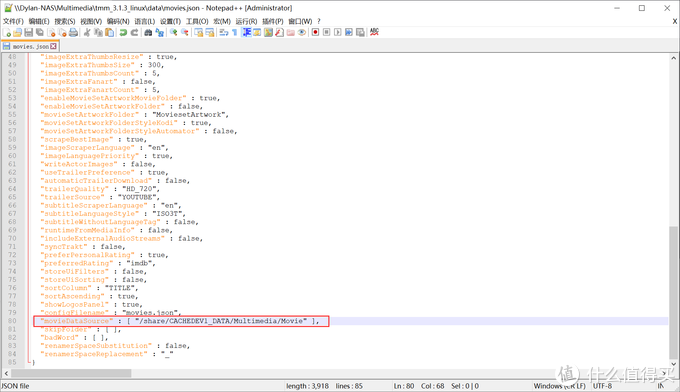 \\Dylan-NAS\Multimedia\tmm_3.1.3_linux\data\movies.json - Notepad++ [Administrator]
文件(F) 编辑(E) 搜索(S) 视图(V) 编码(N) 语言(L) 设置(T) 工具(O) 宏(M) 运行(R) 插件(P) 窗口(W) ?
movies.json
48 "imageExtraThumbsResize" : true,
49 "imageExtraThumbsSize" : 300,
50 "imageExtraThumbsCount" : 5,
51 "imageExtraFanart" : false,
52 "imageExtraFanartCount" : 5,
53 "enableMovieSetArtworkMovieFolder" : true,
54 "enableMovieSetArtworkFolder" : false,
55 "movieSetArtworkFolder" : "MoviesetArtwork",
56 "movieSetArtworkFolderStyleKodi" : true,
57 "movieSetArtworkFolderStyleAutomator" : false,
58 "scrapeBestImage" : true,
59 "imageScraperLanguage" : "en",
60 "imageLanguagePriority" : true,
61 "writeActorImages" : false,
62 "useTrailerPreference" : true,
63 "automaticTrailerDownload" : false,
64 "trailerQuality" : "HD_720",
65 "trailerSource" : "YOUTUBE",
66 "subtitleScraperLanguage" : "en",
67 "subtitleLanguageStyle" : "ISO3T",
68 "subtitleWithoutLanguageTag" : false,
69 "runtimeFromMediaInfo" : false,
70 "includeExternalAudioStreams" : false,
71 "syncTrakt" : false,
72 "preferPersonalRating" : true,
73 "preferredRating" : "imdb",
74 "storeUiFilters" : false,
75 "storeUiSorting" : false,
76 "sortColumn" : "TITLE",
77 "sortAscending" : true,
78 "showLogosPanel" : true,
79 "configFilename" : "movies.json",
80 "movieDataSource" : [ "/share/CACHEDEV1_DATA/Multimedia/Movie" ],
81 "skipFolder" : [ ],
82 "badWord" : [ ],
83 "renamerSpaceSubstitution" : false,
84 "renamerSpaceReplacement" : "_"
85 }
JSON file length : 3,918 lines : 85 Ln : 80 Col : 68 Sel : 0 | 0 Windows (CR LF) UTF-8 IN
值 什么值得买